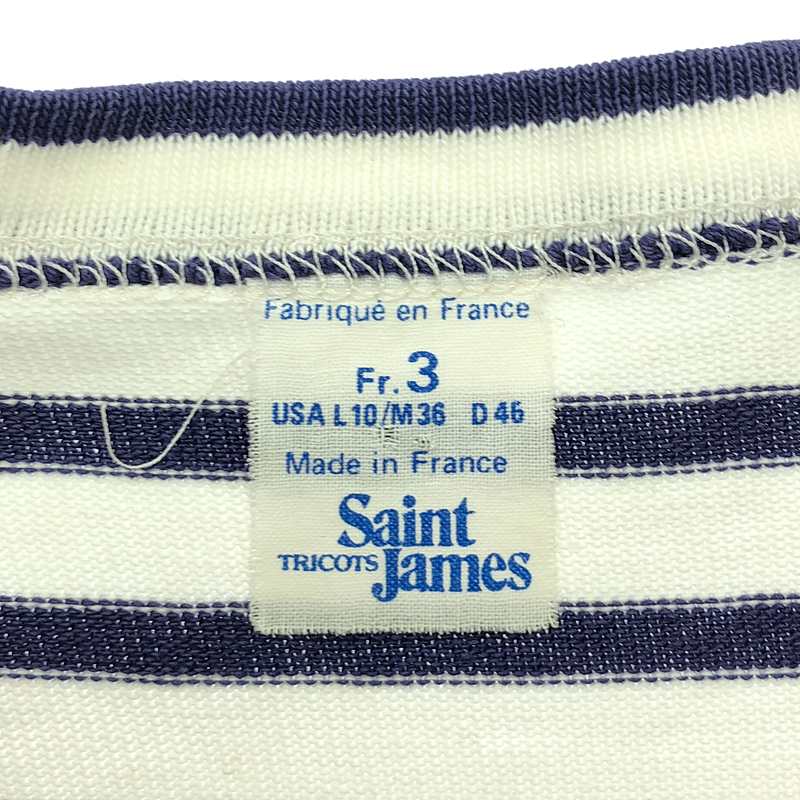 Fabriqué en France
Fr. 3
USA L10/M36 D46
Made in France
Saint
TRICOTS James